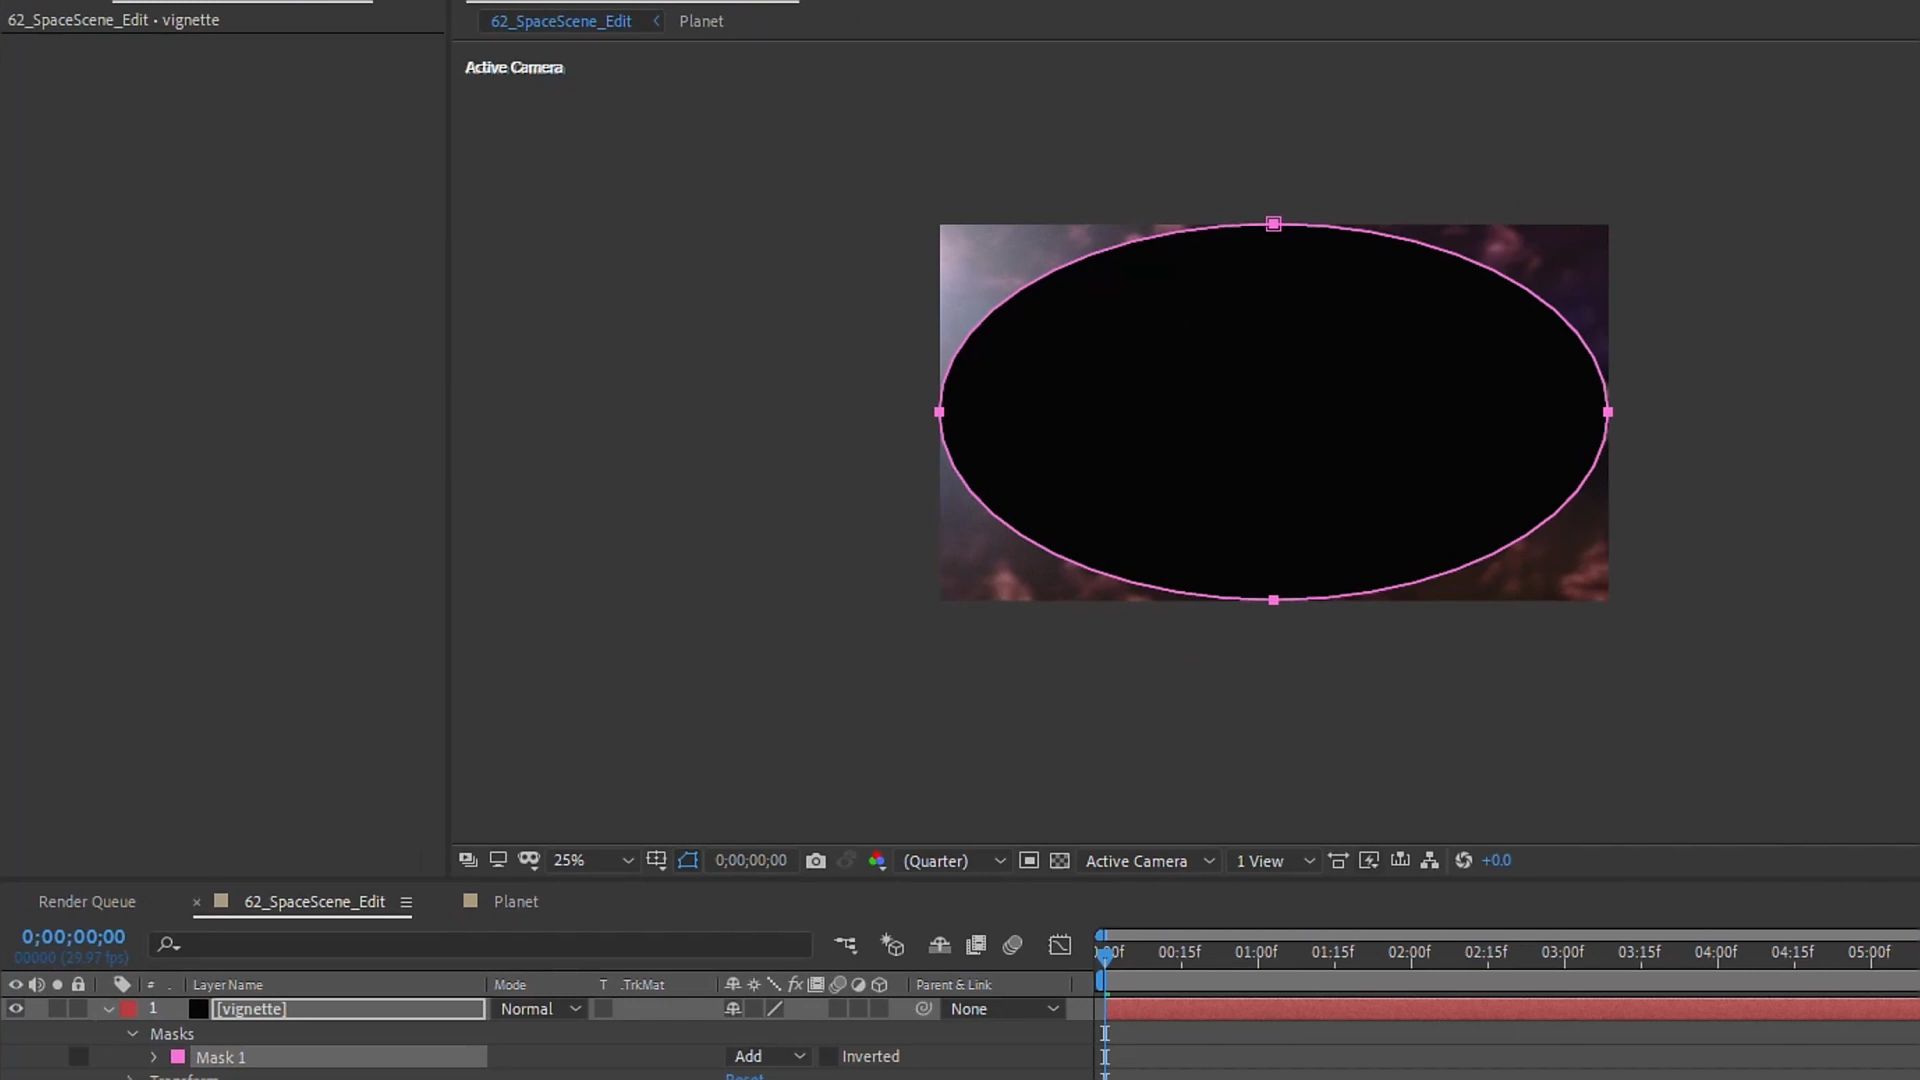 62_SpaceScene_Edit • vignette
62_SpaceScene_Edit < Planet
Active Camera
25% 0;00;00;00 (Quarter) Active Camera 1 View +0.0
Render Queue × 62_SpaceScene_Edit Planet
0;00;00;00
00000 (29.97 fps)
00f 00:15f 01:00f 01:15f 02:00f 02:15f 03:00f 03:15f 04:00f 04:15f 05:00f
# . Layer Name Mode T .TrkMat fx Parent & Link
1 [vignette] Normal None
Masks
Mask 1 Add Inverted
Transform Reset